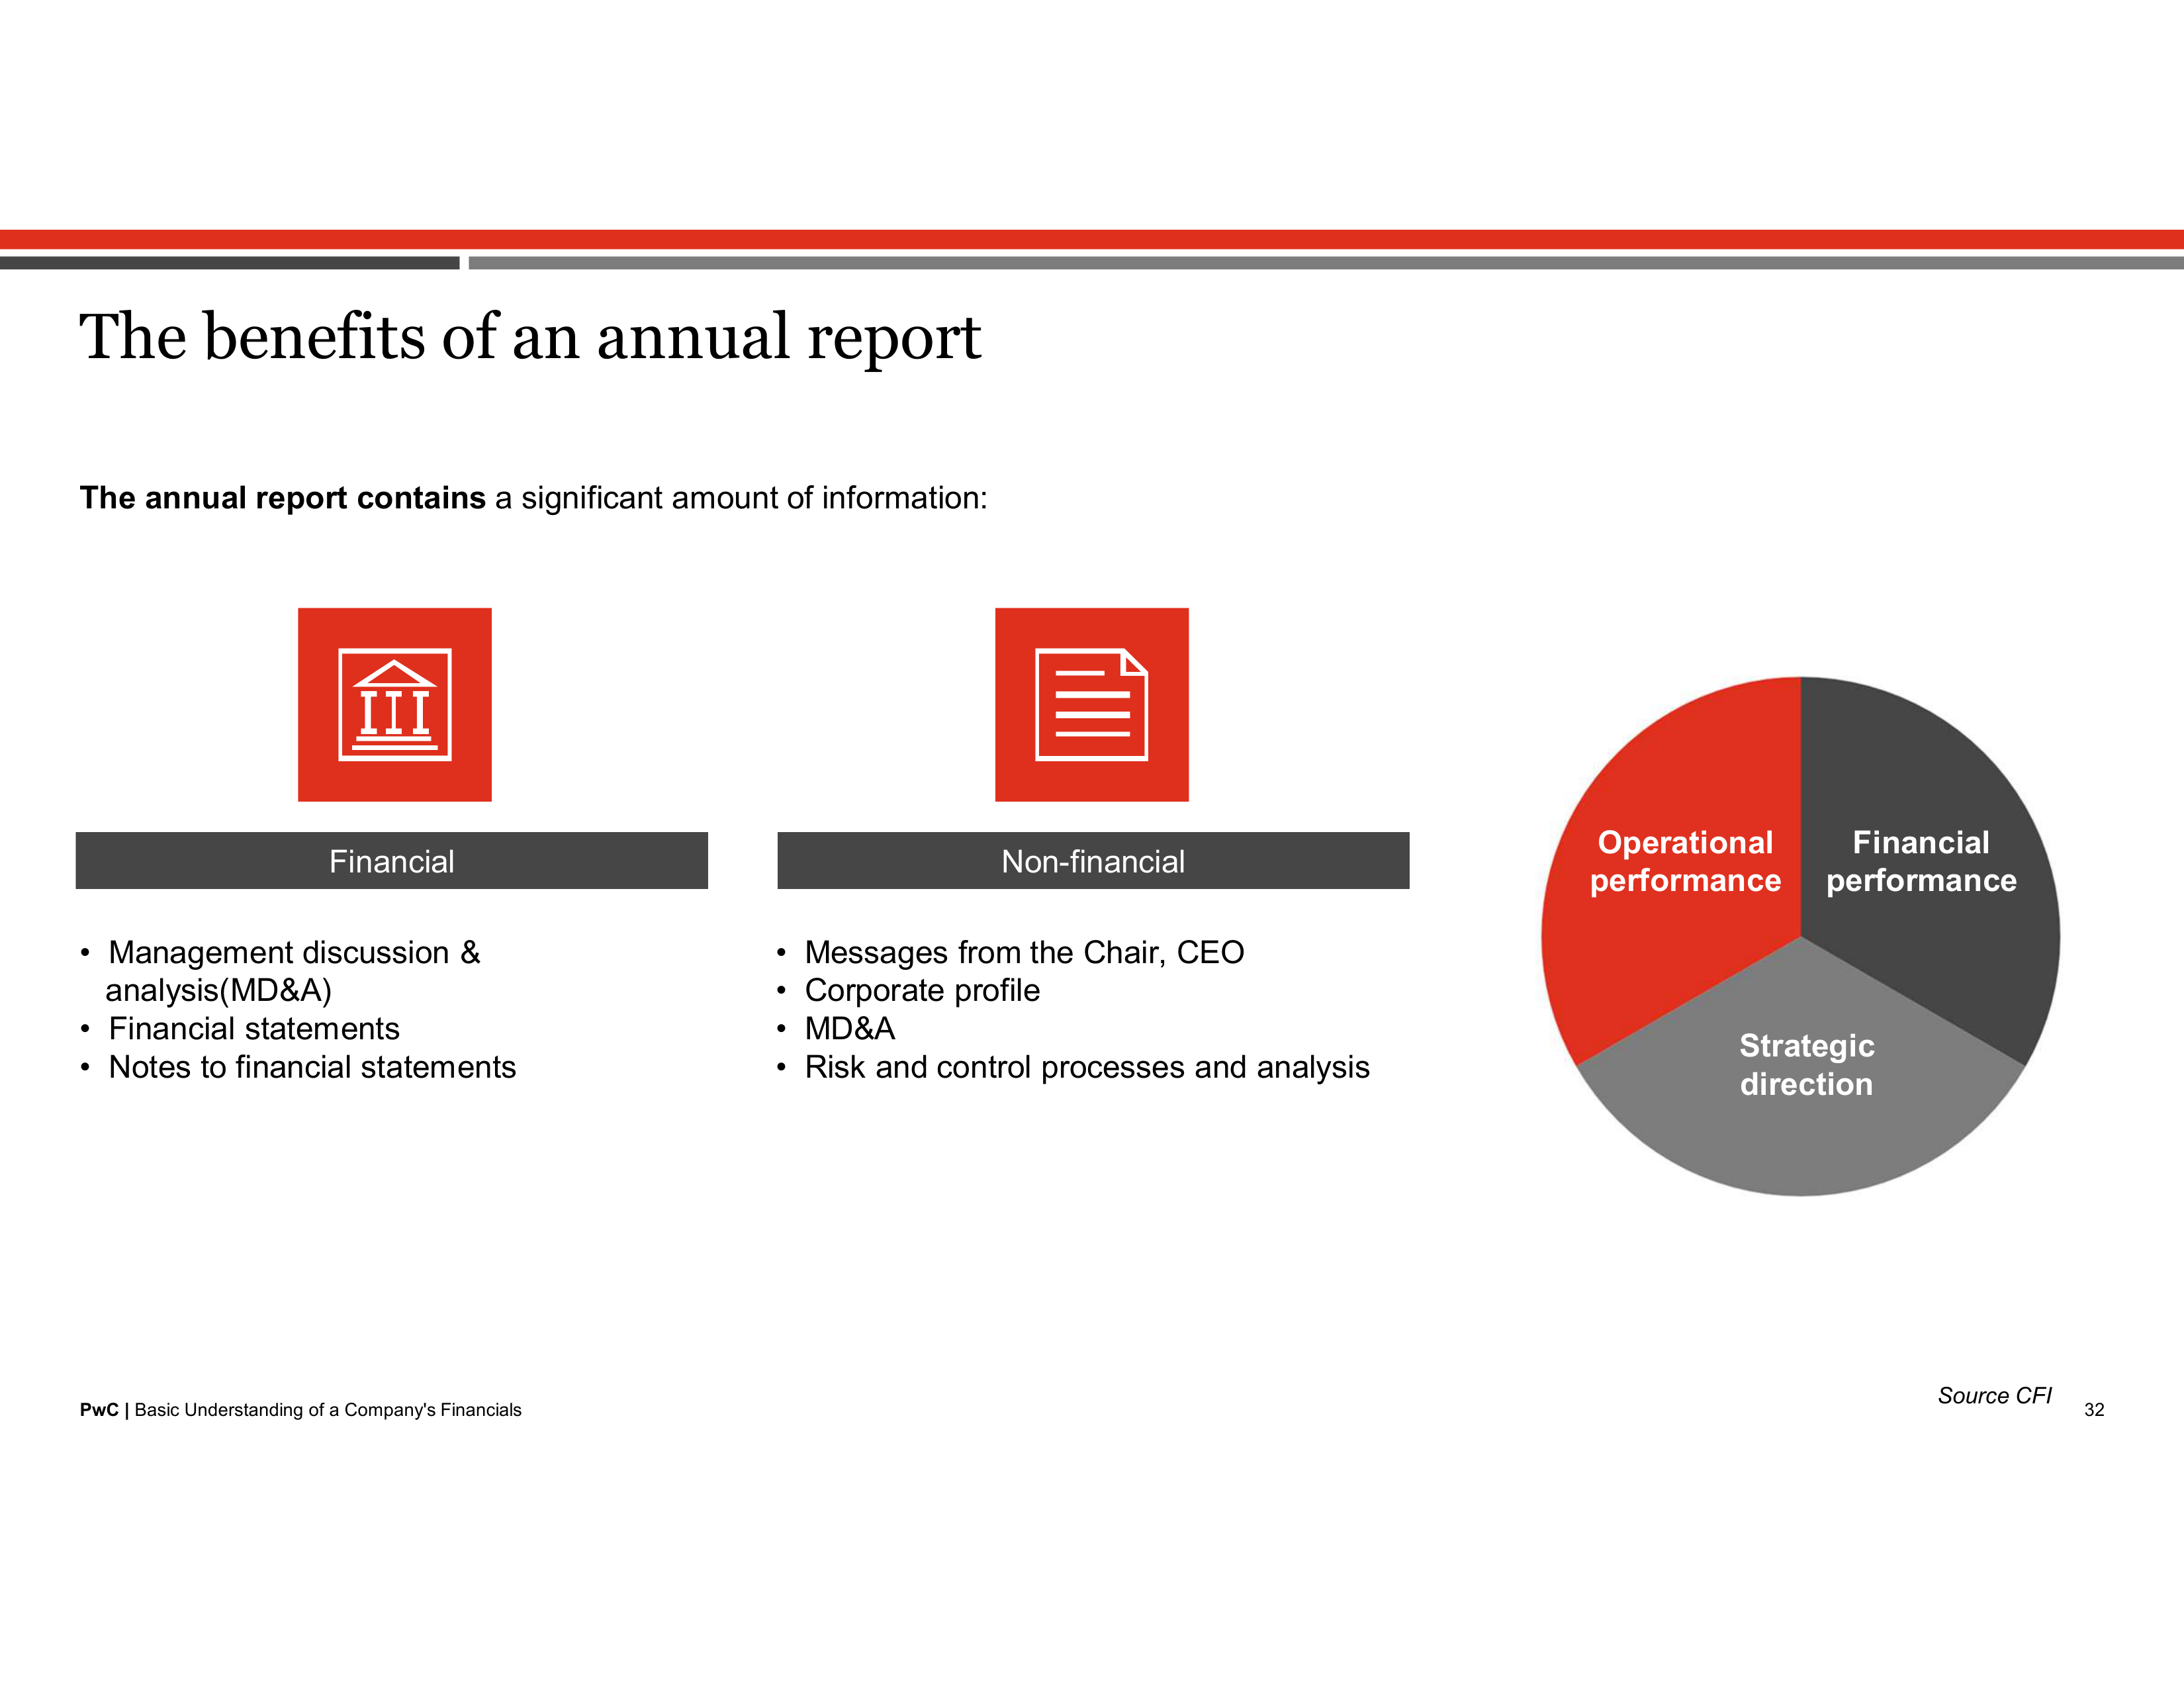 The benefits of an annual report
The annual report contains a significant amount of information:
Financial
• Management discussion &
analysis(MD&A)
• Financial statements
• Notes to financial statements
Non-financial
• Messages from the Chair, CEO
• Corporate profile
• MD&A
• Risk and control processes and analysis
Operational
performance
Financial
performance
Strategic
direction
Source CFI
PwC | Basic Understanding of a Company's Financials
32